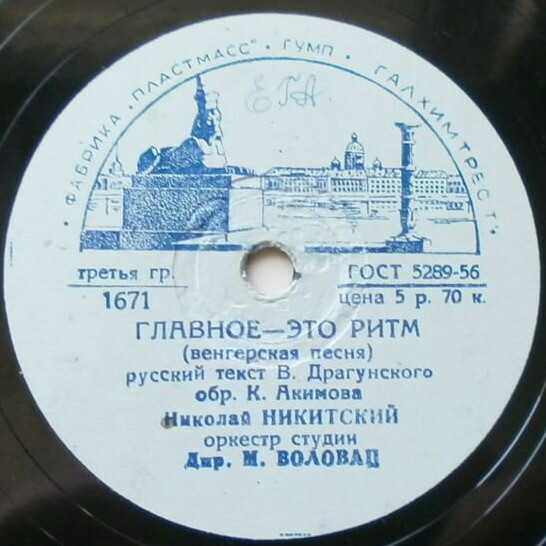 ФАБРИКА „ПЛАСТМАСС“ • ГУМП • ГАЛХИМТРЕСТ
ЕГА
третья гр.
ГОСТ 5289-56
1671
цена 5 р. 70 к.
ГЛАВНОЕ—ЭТО РИТМ
(венгерская песня)
русский текст В. Драгунского
обр. К. Акимова
Николай НИКИТСКИЙ
оркестр студии
Дир. М. ВОЛОВАЦ